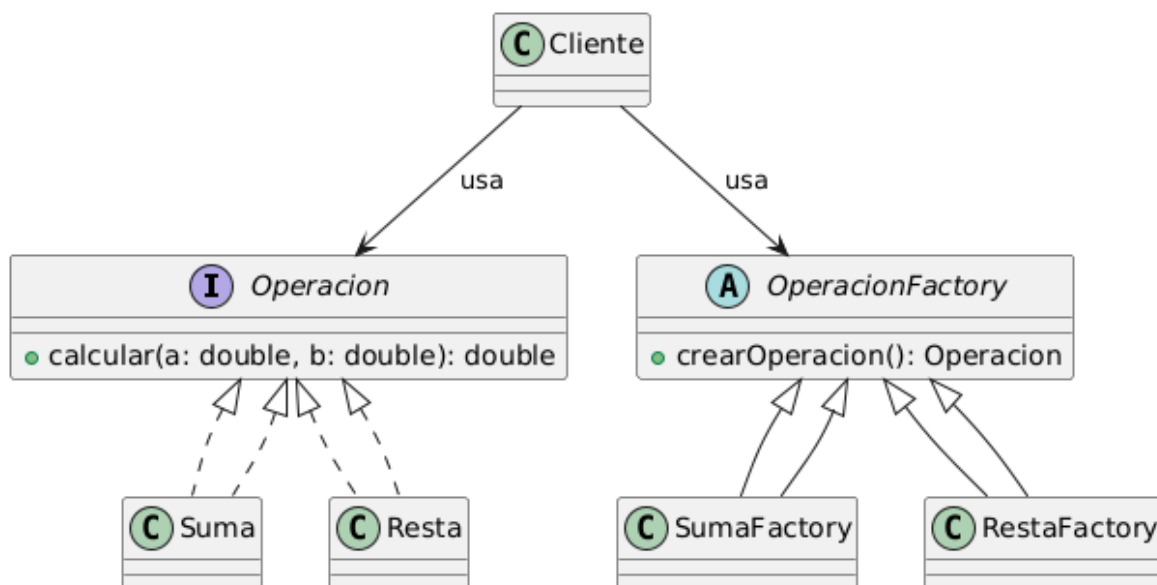 C Cliente
usa
usa
I Operacion
calcular(a: double, b: double): double
A OperacionFactory
crearOperacion(): Operacion
C Suma
C Resta
C SumaFactory
C RestaFactory